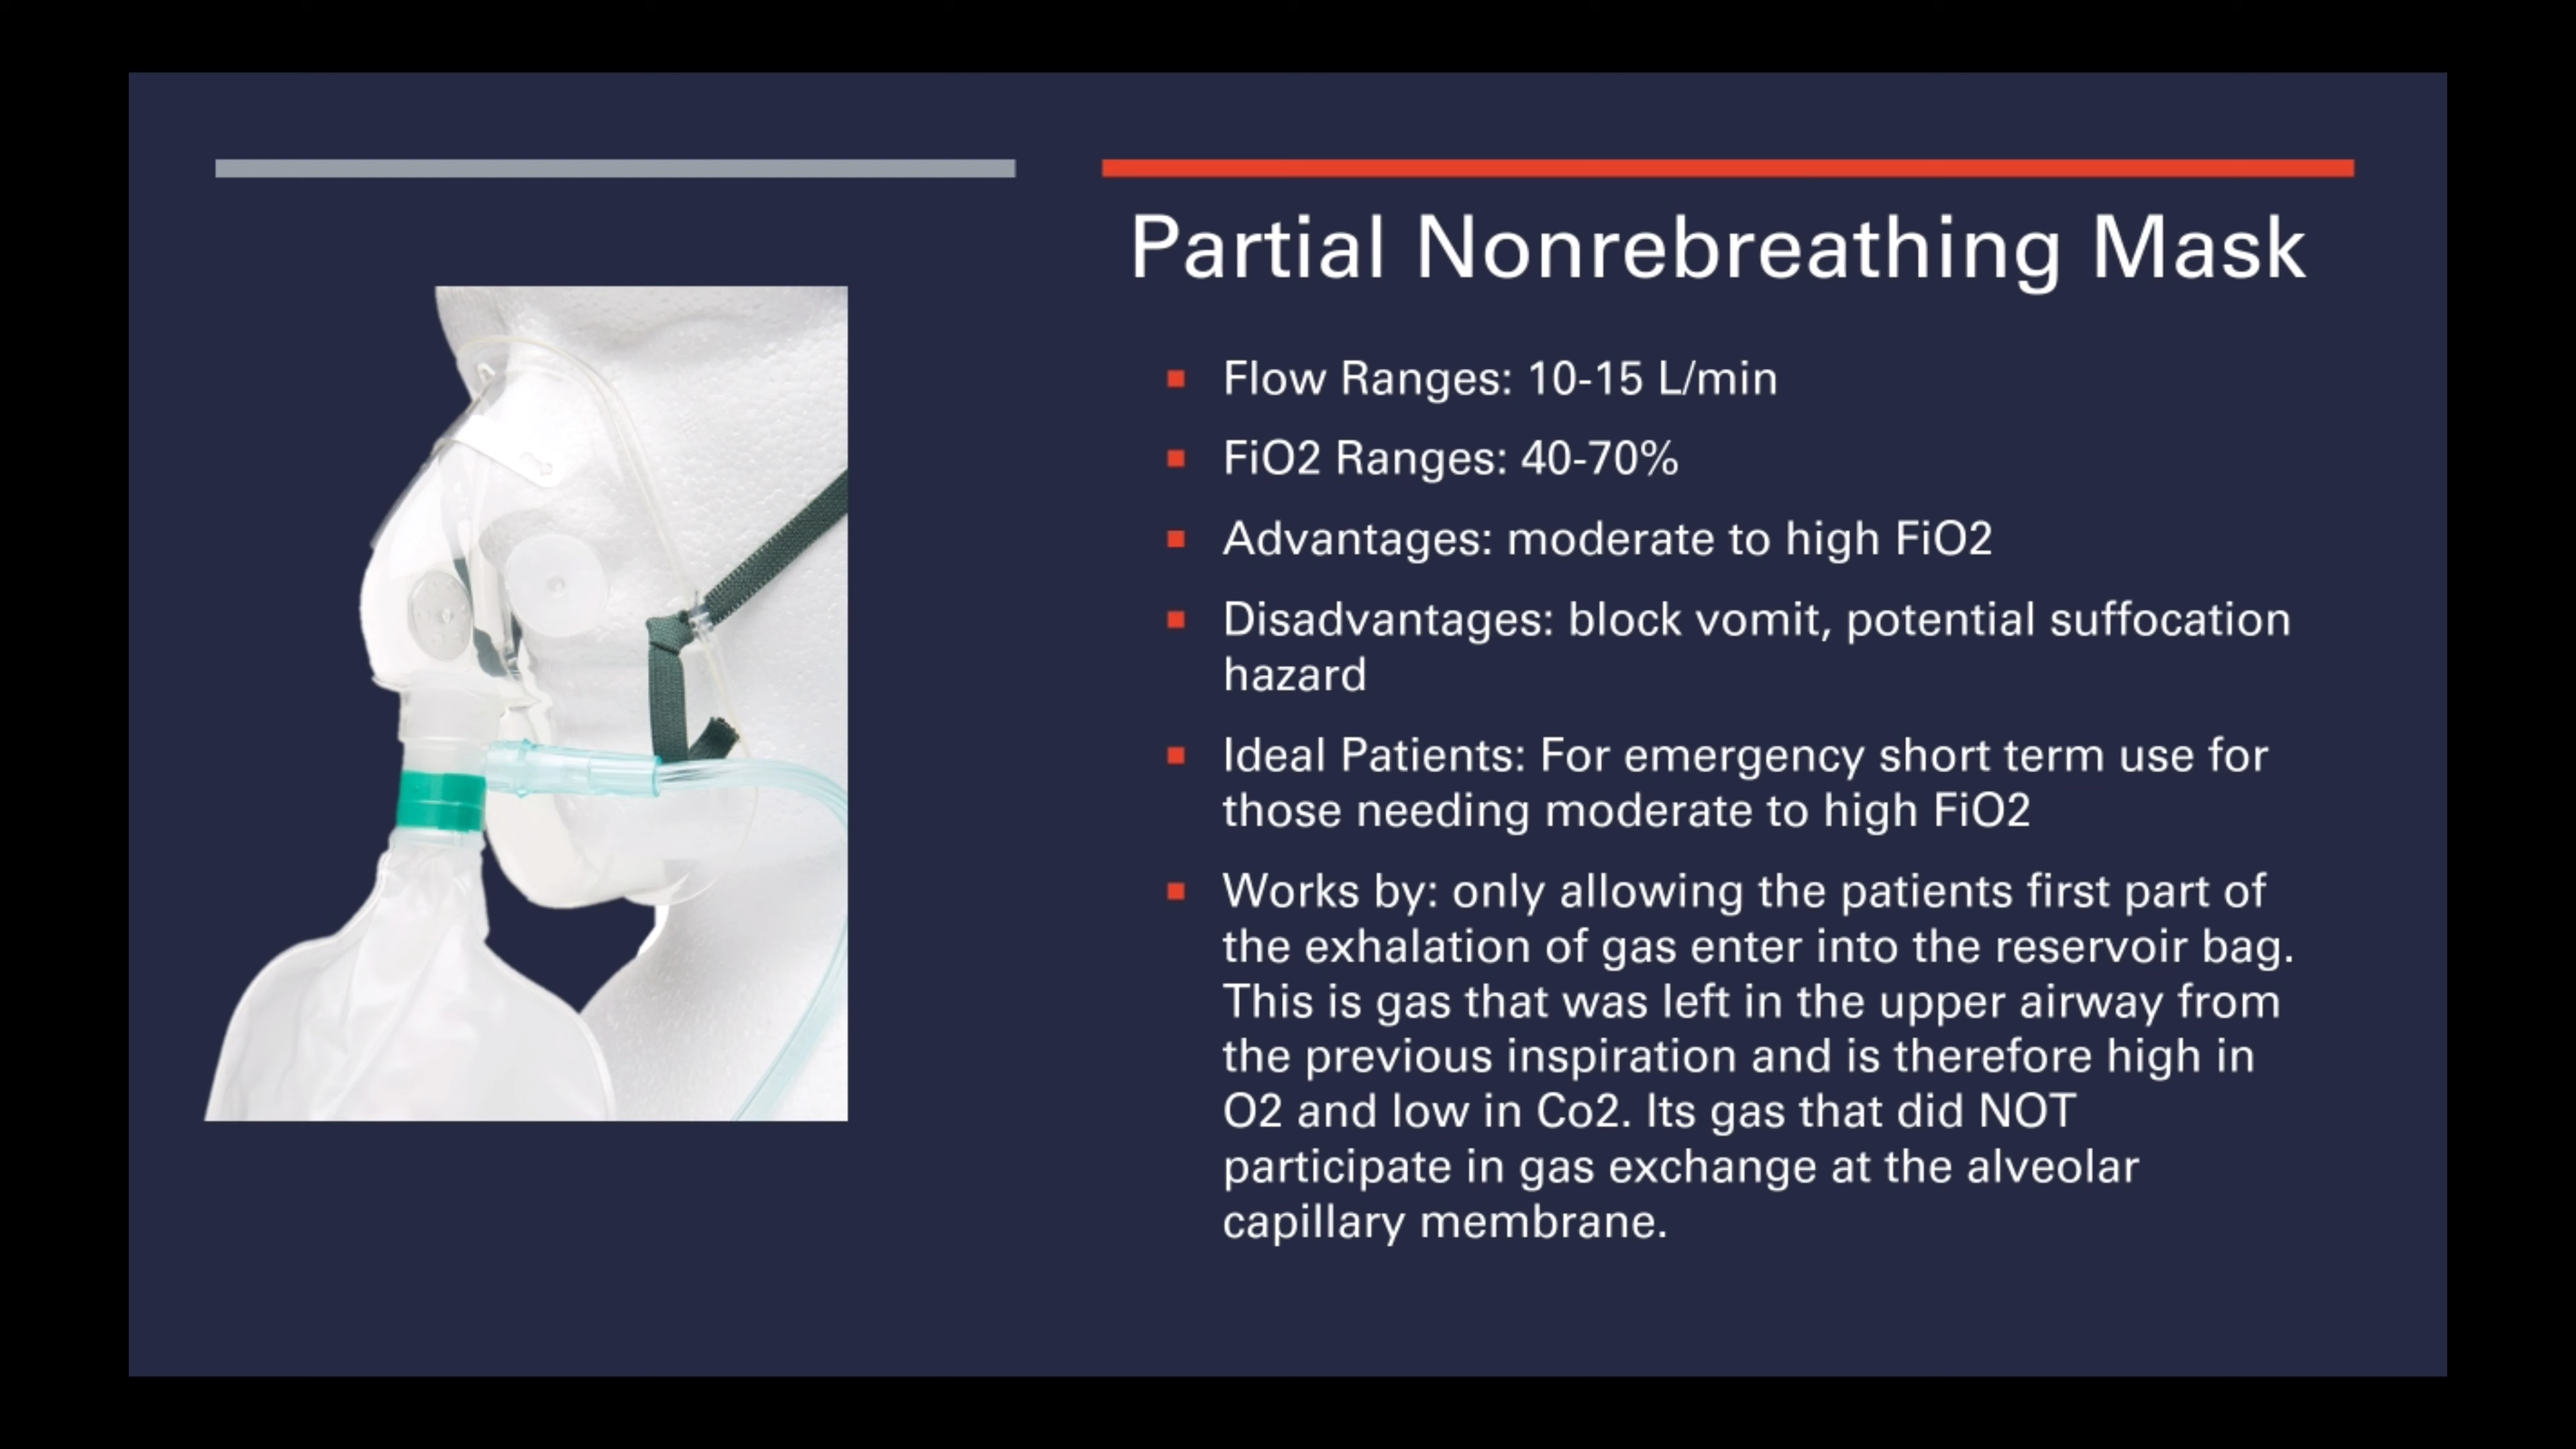 Partial Nonrebreathing Mask
Flow Ranges: 10-15 L/min
FiO2 Ranges: 40-70%
Advantages: moderate to high FiO2
Disadvantages: block vomit, potential suffocation
hazard
Ideal Patients: For emergency short term use for
those needing moderate to high FiO2
Works by: only allowing the patients first part of
the exhalation of gas enter into the reservoir bag.
This is gas that was left in the upper airway from
the previous inspiration and is therefore high in
O2 and low in Co2. Its gas that did NOT
participate in gas exchange at the alveolar
capillary membrane.